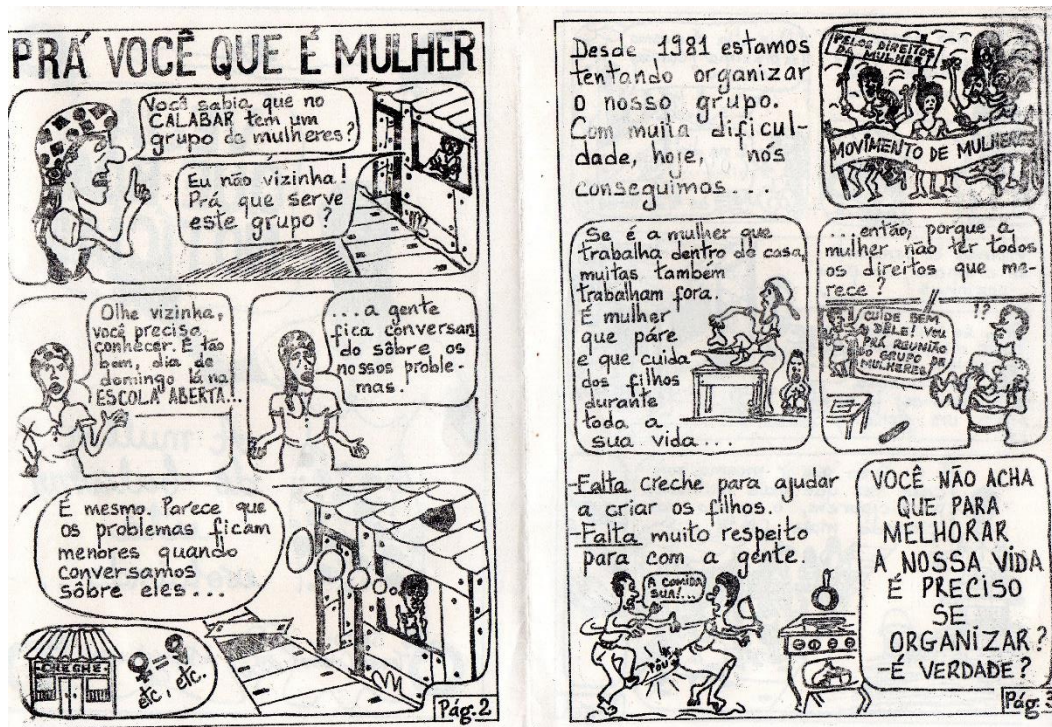 PRÁ VOCÊ QUE É MULHER
Você sabia que no
CALABAR tem um
grupo de mulheres?
Eu não vizinha!
Prá que serve
este grupo?
Olhe vizinha,
você precisa
conhecer. É tão
bom, dia de
domingo lá na
ESCOLA ABERTA!..
...a gente
fica conversan
do sôbre os
nossos proble-
mas.
É mesmo. Parece que
os problemas ficam
menores quando
conversamos
sôbre eles...
CRECHE
♀=♂
etc, etc.
Pág.2
Desde 1981 estamos
tentando organizar
o nosso grupo.
Com muita dificul-
dade, hoje, nós
conseguimos...
PELOS DIREITOS
DA MULHER!
MOVIMENTO DE MULHERES
Se é a mulher que
trabalha dentro de casa,
muitas também
trabalham fora.
É mulher
que páre
e que cuida
dos filhos
durante
toda a
sua vida...
...então, porque a
mulher não ter todos
os direitos que me-
rece?
CUIDE BEM
DÊLE! VOU
PRÁ REUNIÃO
DO GRUPO DE
MULHERES!
!?
-Falta creche para ajudar
a criar os filhos.
-Falta muito respeito
para com a gente.
A COMIDA
SUA!...
PÔU
VOCÊ NÃO ACHA
QUE PARA
MELHORAR
A NOSSA VIDA
É PRECISO
SE
ORGANIZAR?
-É VERDADE?
Pág.3